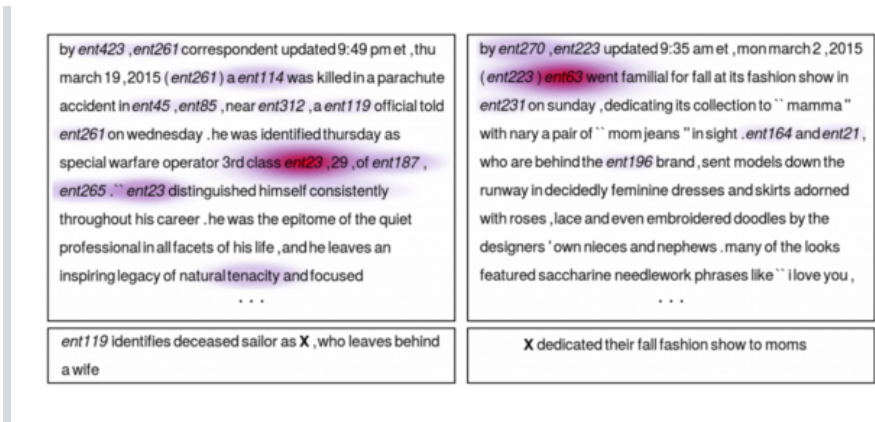 by ent423 ,ent261 correspondent updated 9:49 pm et ,thu
march 19 ,2015 ( ent261 ) a ent114 was killed in a parachute
accident in ent45 ,ent85 ,near ent312 ,a ent119 official told
ent261 on wednesday .he was identified thursday as
special warfare operator 3rd class ent23 ,29 ,of ent187 ,
ent265 .`` ent23 distinguished himself consistently
throughout his career .he was the epitome of the quiet
professional in all facets of his life ,and he leaves an
inspiring legacy of natural tenacity and focused
. . .
ent119 identifies deceased sailor as X ,who leaves behind
a wife
by ent270 ,ent223 updated 9:35 am et ,mon march 2 ,2015
( ent223 ) ent63 went familial for fall at its fashion show in
ent231 on sunday ,dedicating its collection to `` mamma ''
with nary a pair of `` mom jeans '' in sight .ent164 and ent21 ,
who are behind the ent196 brand ,sent models down the
runway in decidedly feminine dresses and skirts adorned
with roses ,lace and even embroidered doodles by the
designers ' own nieces and nephews .many of the looks
featured saccharine needlework phrases like `` i love you ,
. . .
X dedicated their fall fashion show to moms